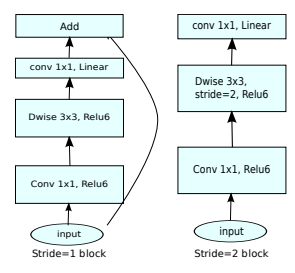 Add
conv 1x1, Linear
Dwise 3x3, Relu6
Conv 1x1, Relu6
input
Stride=1 block
conv 1x1, Linear
Dwise 3x3,
stride=2, Relu6
Conv 1x1, Relu6
input
Stride=2 block